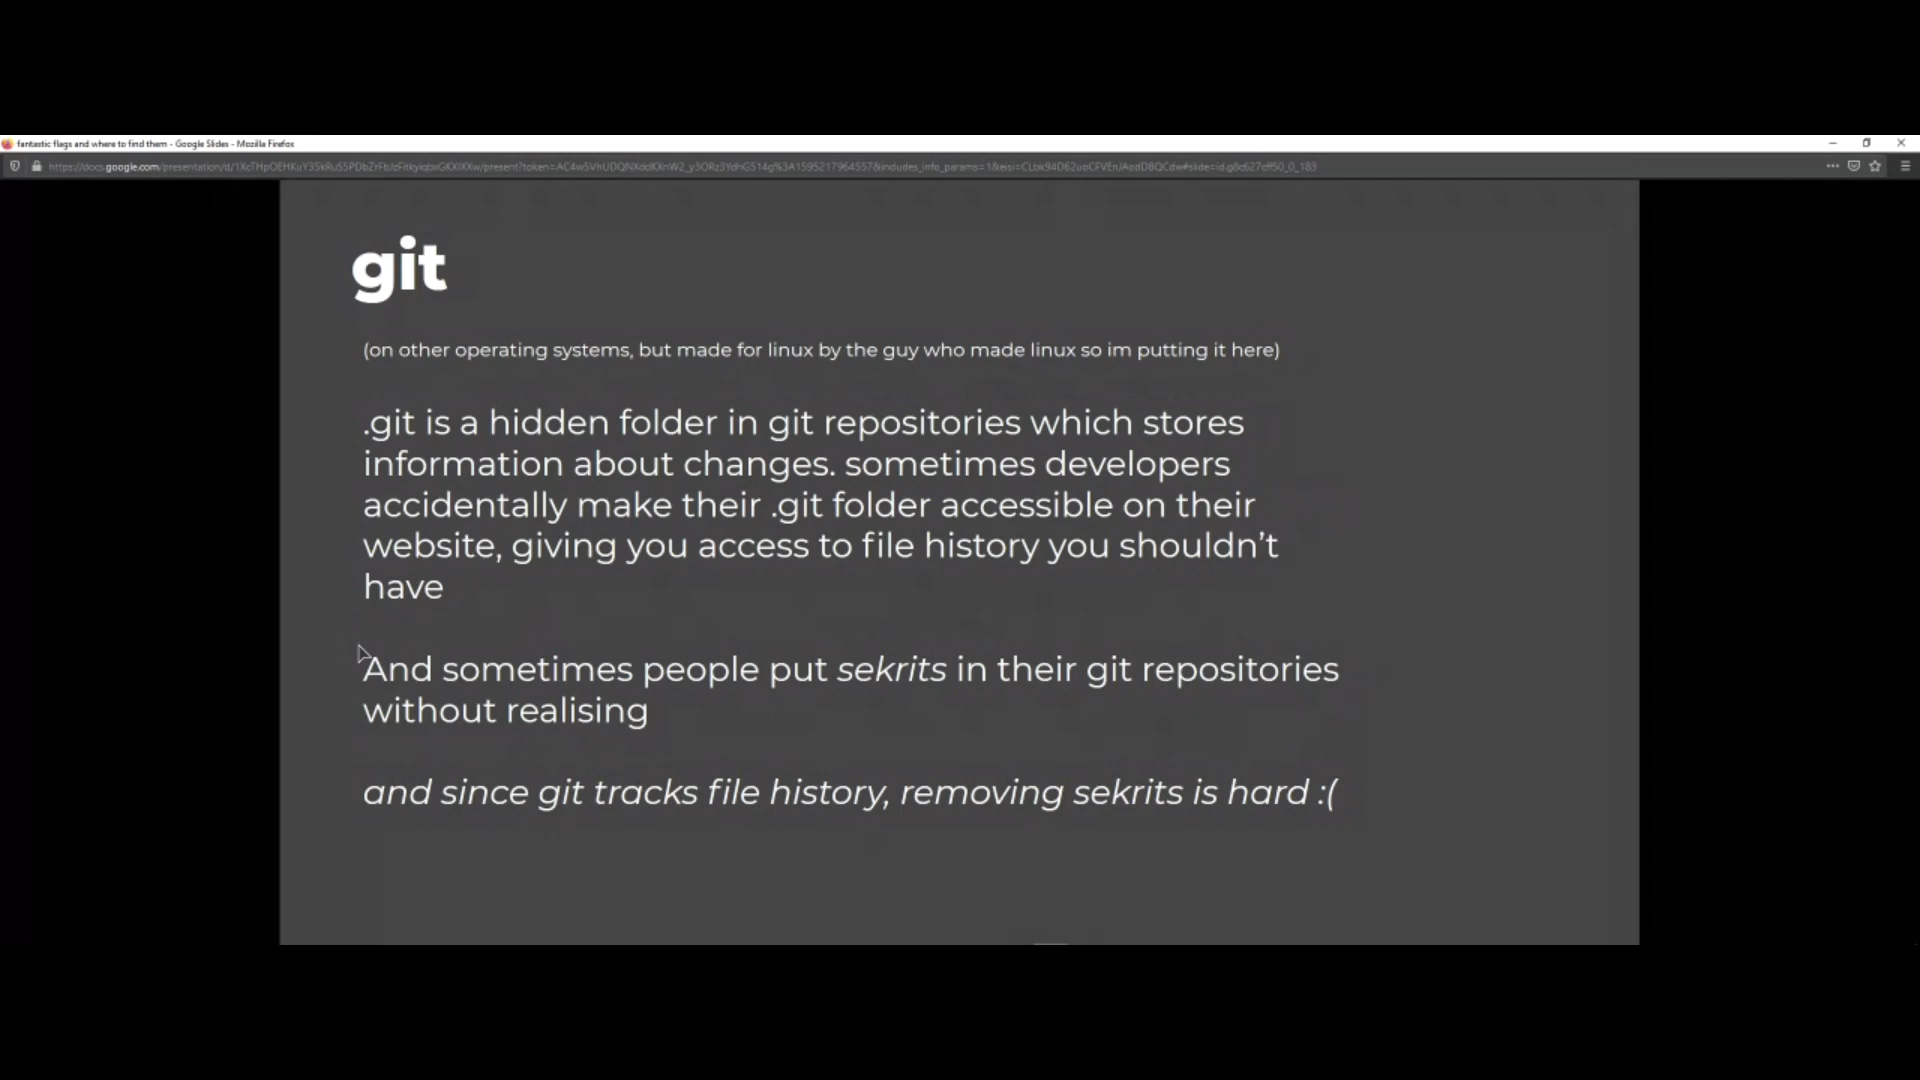 fantastic flags and where to find them - Google Slides - Mozilla Firefox
git
(on other operating systems, but made for linux by the guy who made linux so im putting it here)
.git is a hidden folder in git repositories which stores
information about changes. sometimes developers
accidentally make their .git folder accessible on their
website, giving you access to file history you shouldn’t
have
And sometimes people put sekrits in their git repositories
without realising
and since git tracks file history, removing sekrits is hard :(